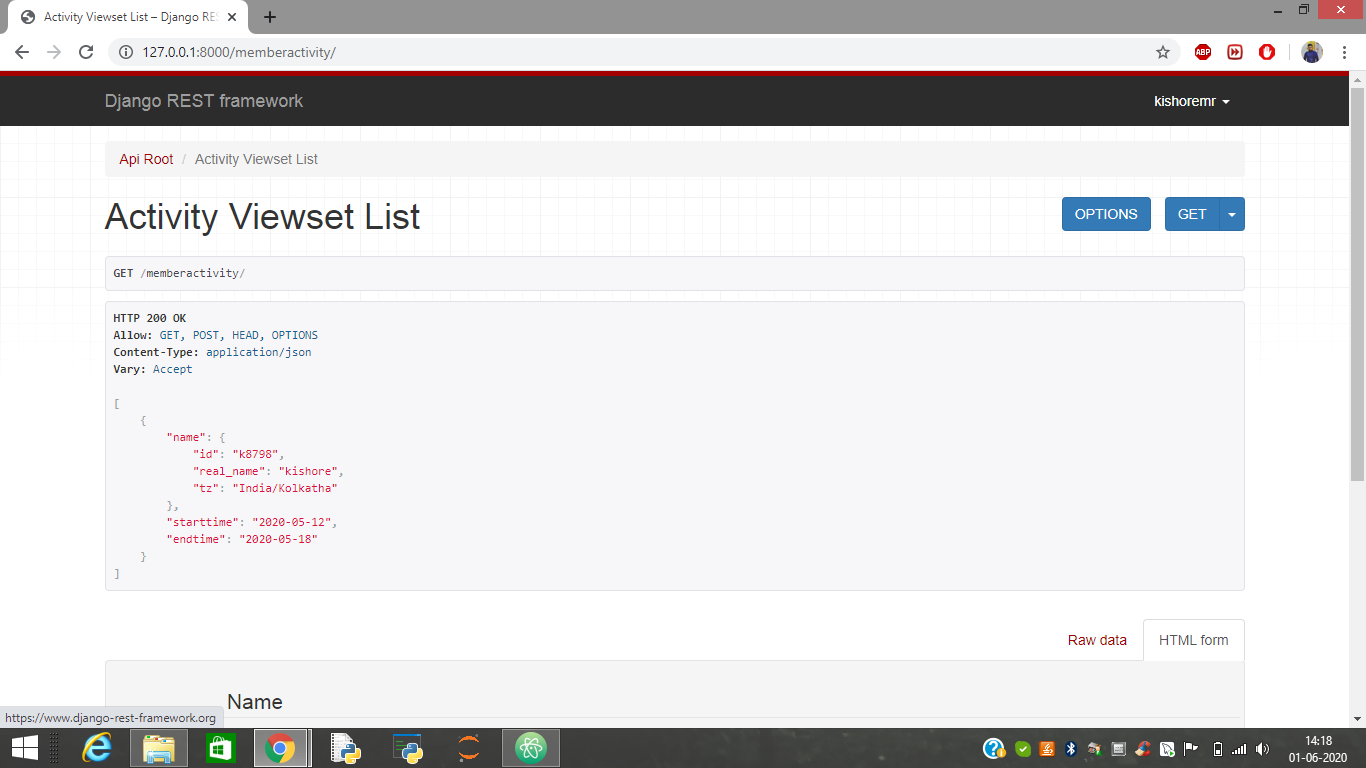 Activity Viewset List – Django RES
127.0.0.1:8000/memberactivity/
ABP
Django REST framework
kishoremr
Api Root / Activity Viewset List
Activity Viewset List
OPTIONS
GET
GET /memberactivity/
HTTP 200 OK
Allow: GET, POST, HEAD, OPTIONS
Content-Type: application/json
Vary: Accept
[
{
"name": {
"id": "k8798",
"real_name": "kishore",
"tz": "India/Kolkatha"
},
"starttime": "2020-05-12",
"endtime": "2020-05-18"
}
]
Raw data
HTML form
Name
https://www.django-rest-framework.org
14:18
01-06-2020